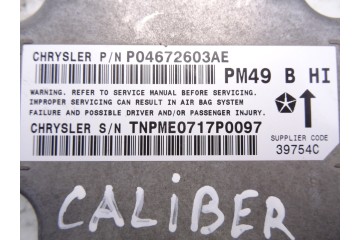 CHRYSLER P/N P04672603AE
PM49 B HI
WARNING. REFER TO SERVICE MANUAL BEFORE SERVICING.
IMPROPER SERVICING CAN RESULT IN AIR BAG SYSTEM
FAILURE TO POSSIBLE DRIVER AND/OR PASSENGER INJURY.
CHRYSLER S/N TNPME0717P0097
SUPPLIER CODE
39754C
CALIBER